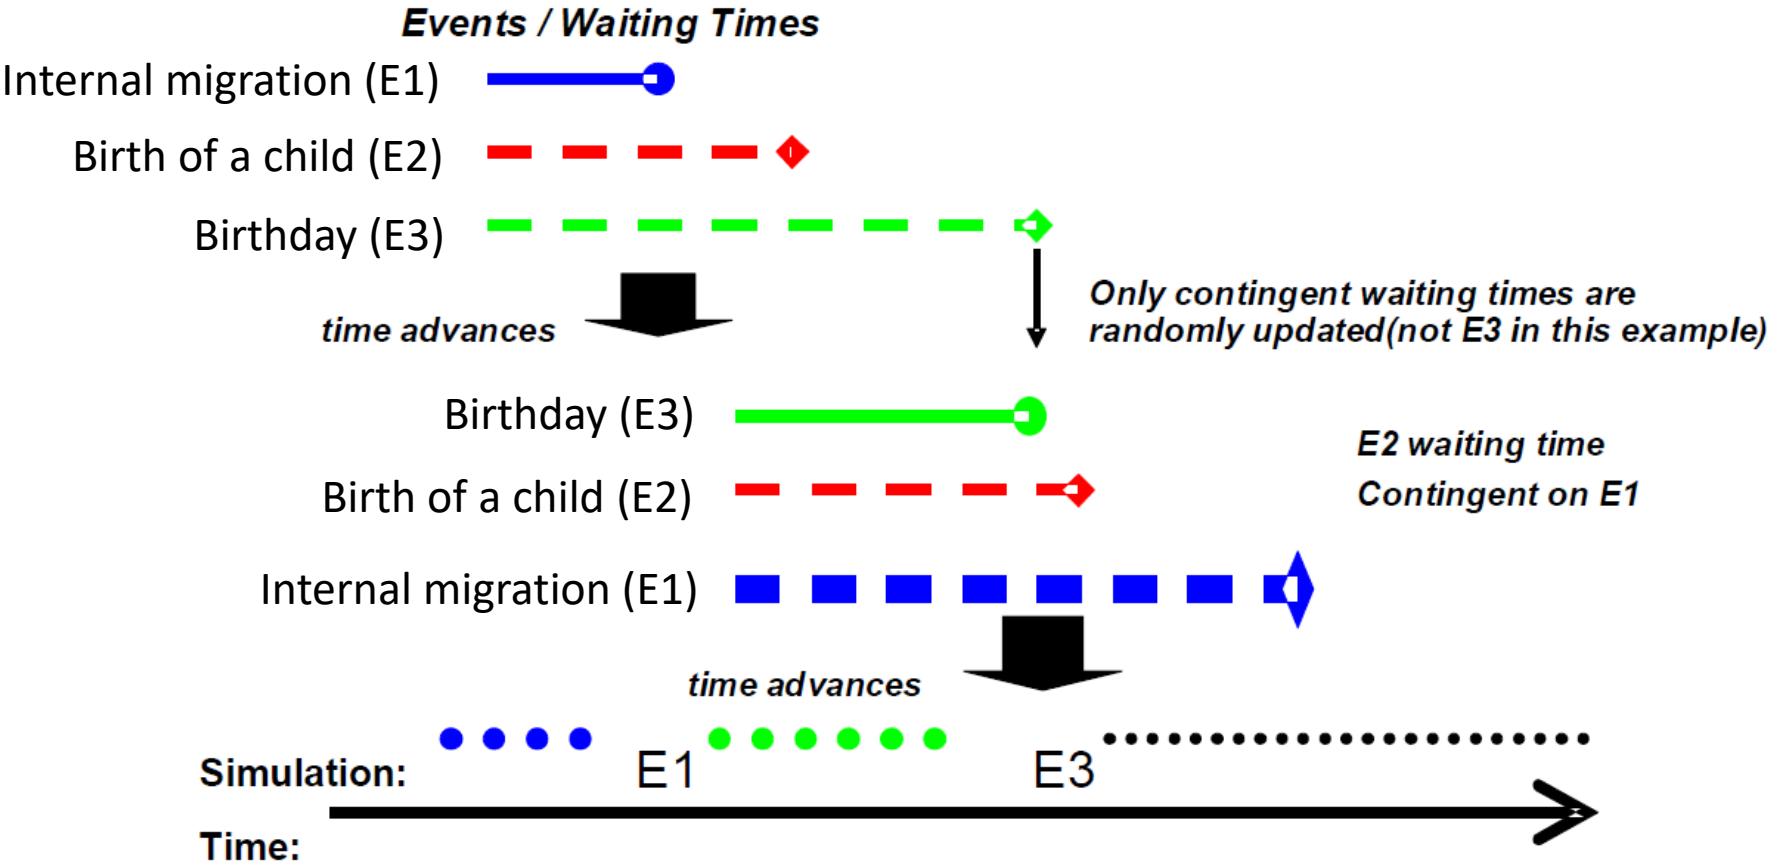 Events / Waiting Times
Internal migration (E1)
Birth of a child (E2)
Birthday (E3)
time advances
Only contingent waiting times are
randomly updated(not E3 in this example)
Birthday (E3)
E2 waiting time
Birth of a child (E2)
Contingent on E1
Internal migration (E1)
time advances
Simulation:
E1
E3
Time: